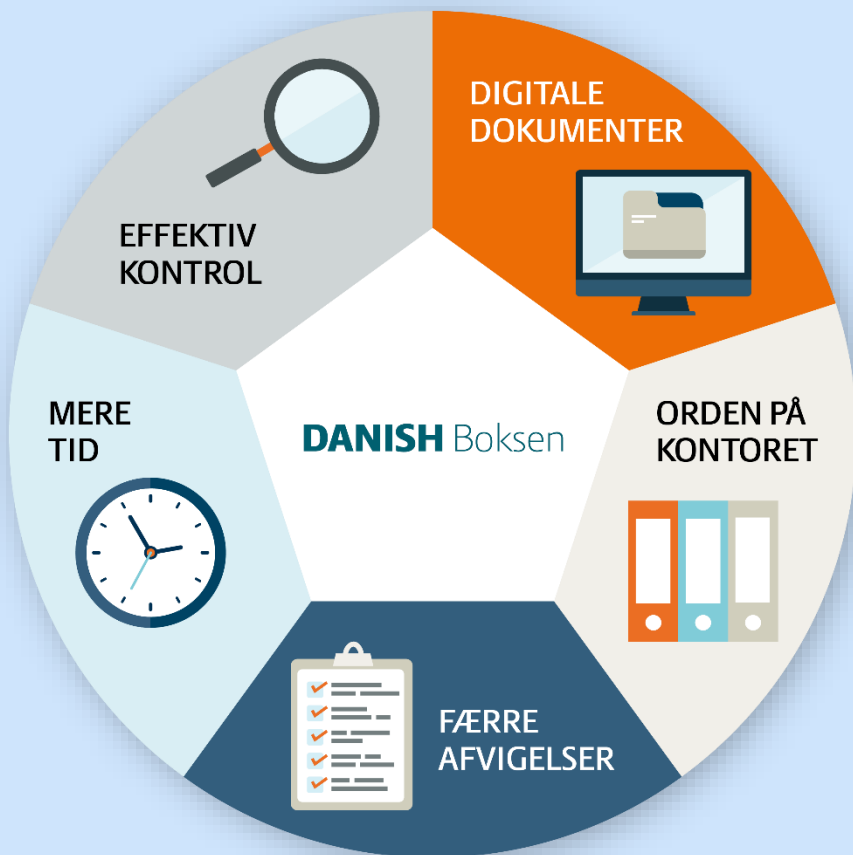 DIGITALE
DOKUMENTER
EFFEKTIV
KONTROL
MERE
TID
DANISH Boksen
ORDEN PÅ
KONTORET
FÆRRE
AFVIGELSER